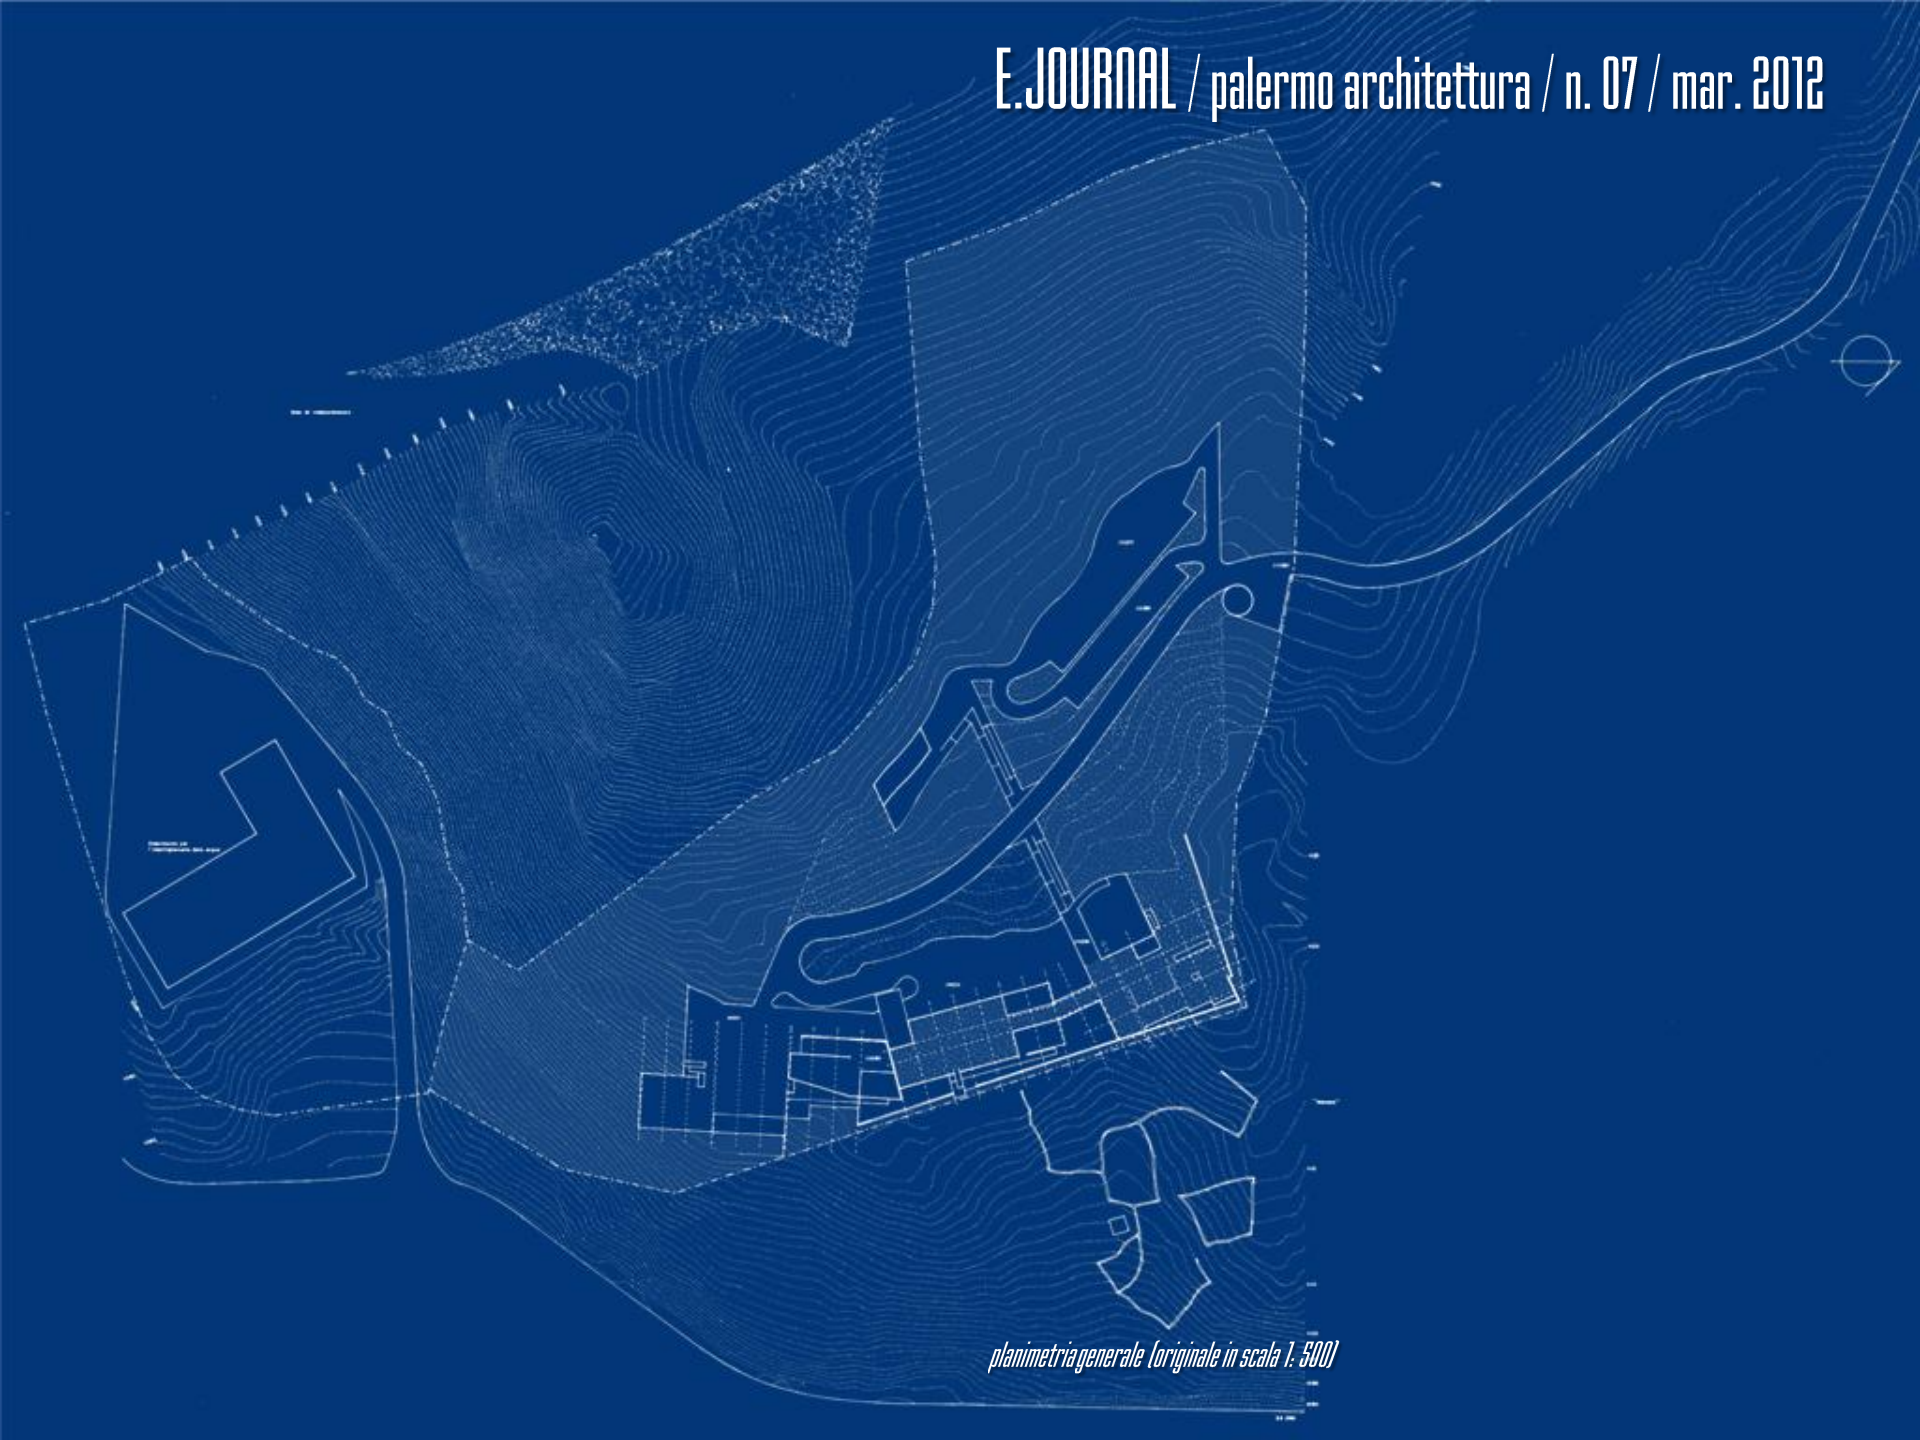 E.JOURNAL / palermo architettura / n. 07 / mar. 2012
planimetria generale (originale in scala 1: 500)